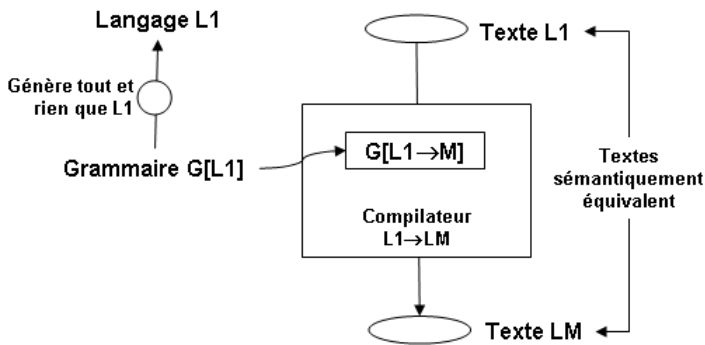 Langage L1
Génère tout et
rien que L1
Grammaire G[L1]
Texte L1
G[L1→M]
Compilateur
L1→LM
Textes
sémantiquement
équivalent
Texte LM